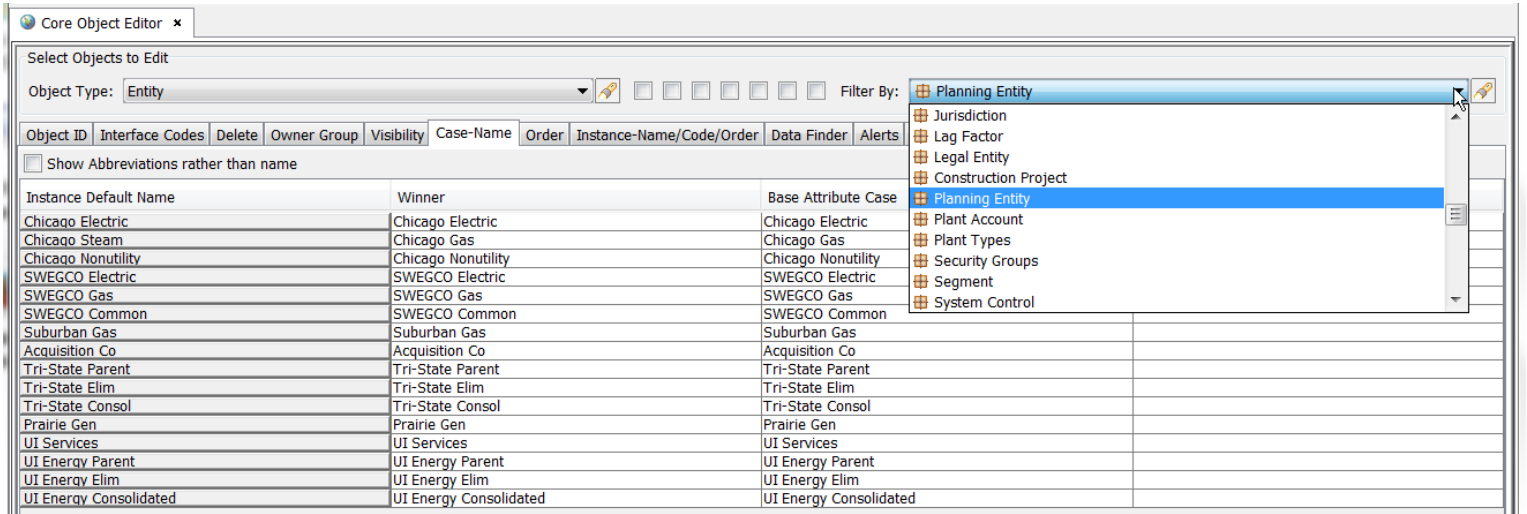 Core Object Editor ×
Select Objects to Edit
Object Type: Entity Filter By: Planning Entity
Jurisdiction
Lag Factor
Legal Entity
Construction Project
Planning Entity
Plant Account
Plant Types
Security Groups
Segment
System Control
Object ID Interface Codes Delete Owner Group Visibility Case-Name Order Instance-Name/Code/Order Data Finder Alerts
Show Abbreviations rather than name
Instance Default Name Winner Base Attribute Case
Chicago Electric Chicago Electric Chicago Electric
Chicago Steam Chicago Gas Chicago Gas
Chicago Nonutility Chicago Nonutility Chicago Nonutility
SWEGCO Electric SWEGCO Electric SWEGCO Electric
SWEGCO Gas SWEGCO Gas SWEGCO Gas
SWEGCO Common SWEGCO Common SWEGCO Common
Suburban Gas Suburban Gas Suburban Gas
Acquisition Co Acquisition Co Acquisition Co
Tri-State Parent Tri-State Parent Tri-State Parent
Tri-State Elim Tri-State Elim Tri-State Elim
Tri-State Consol Tri-State Consol Tri-State Consol
Prairie Gen Prairie Gen Prairie Gen
UI Services UI Services UI Services
UI Energy Parent UI Energy Parent UI Energy Parent
UI Energy Elim UI Energy Elim UI Energy Elim
UI Energy Consolidated UI Energy Consolidated UI Energy Consolidated